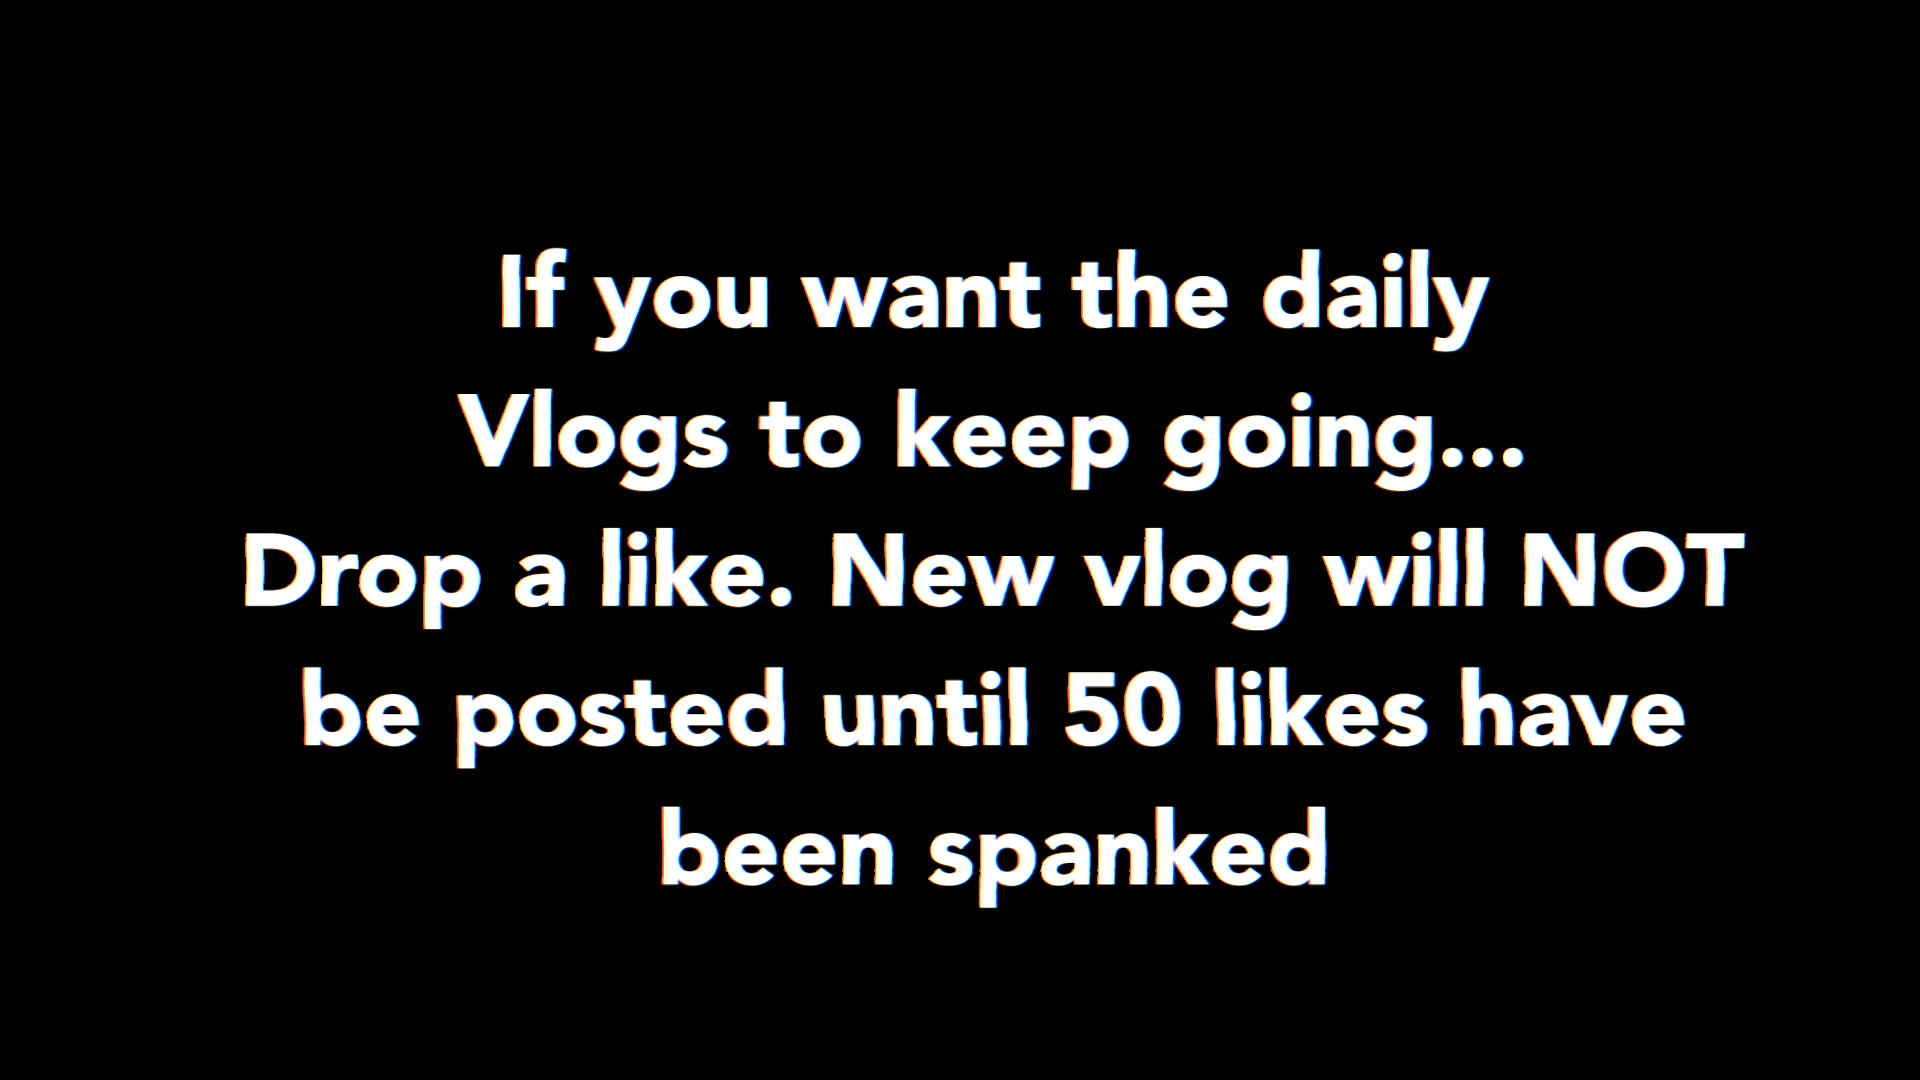 If you want the daily
Vlogs to keep going...
Drop a like. New vlog will NOT
be posted until 50 likes have
been spanked